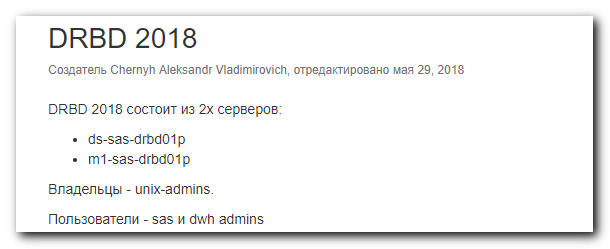 DRBD 2018
Создатель Chernyh Aleksandr Vladimirovich, отредактировано мая 29, 2018
DRBD 2018 состоит из 2х серверов:
• ds-sas-drbd01p
• m1-sas-drbd01p
Владельцы - unix-admins.
Пользователи - sas и dwh admins